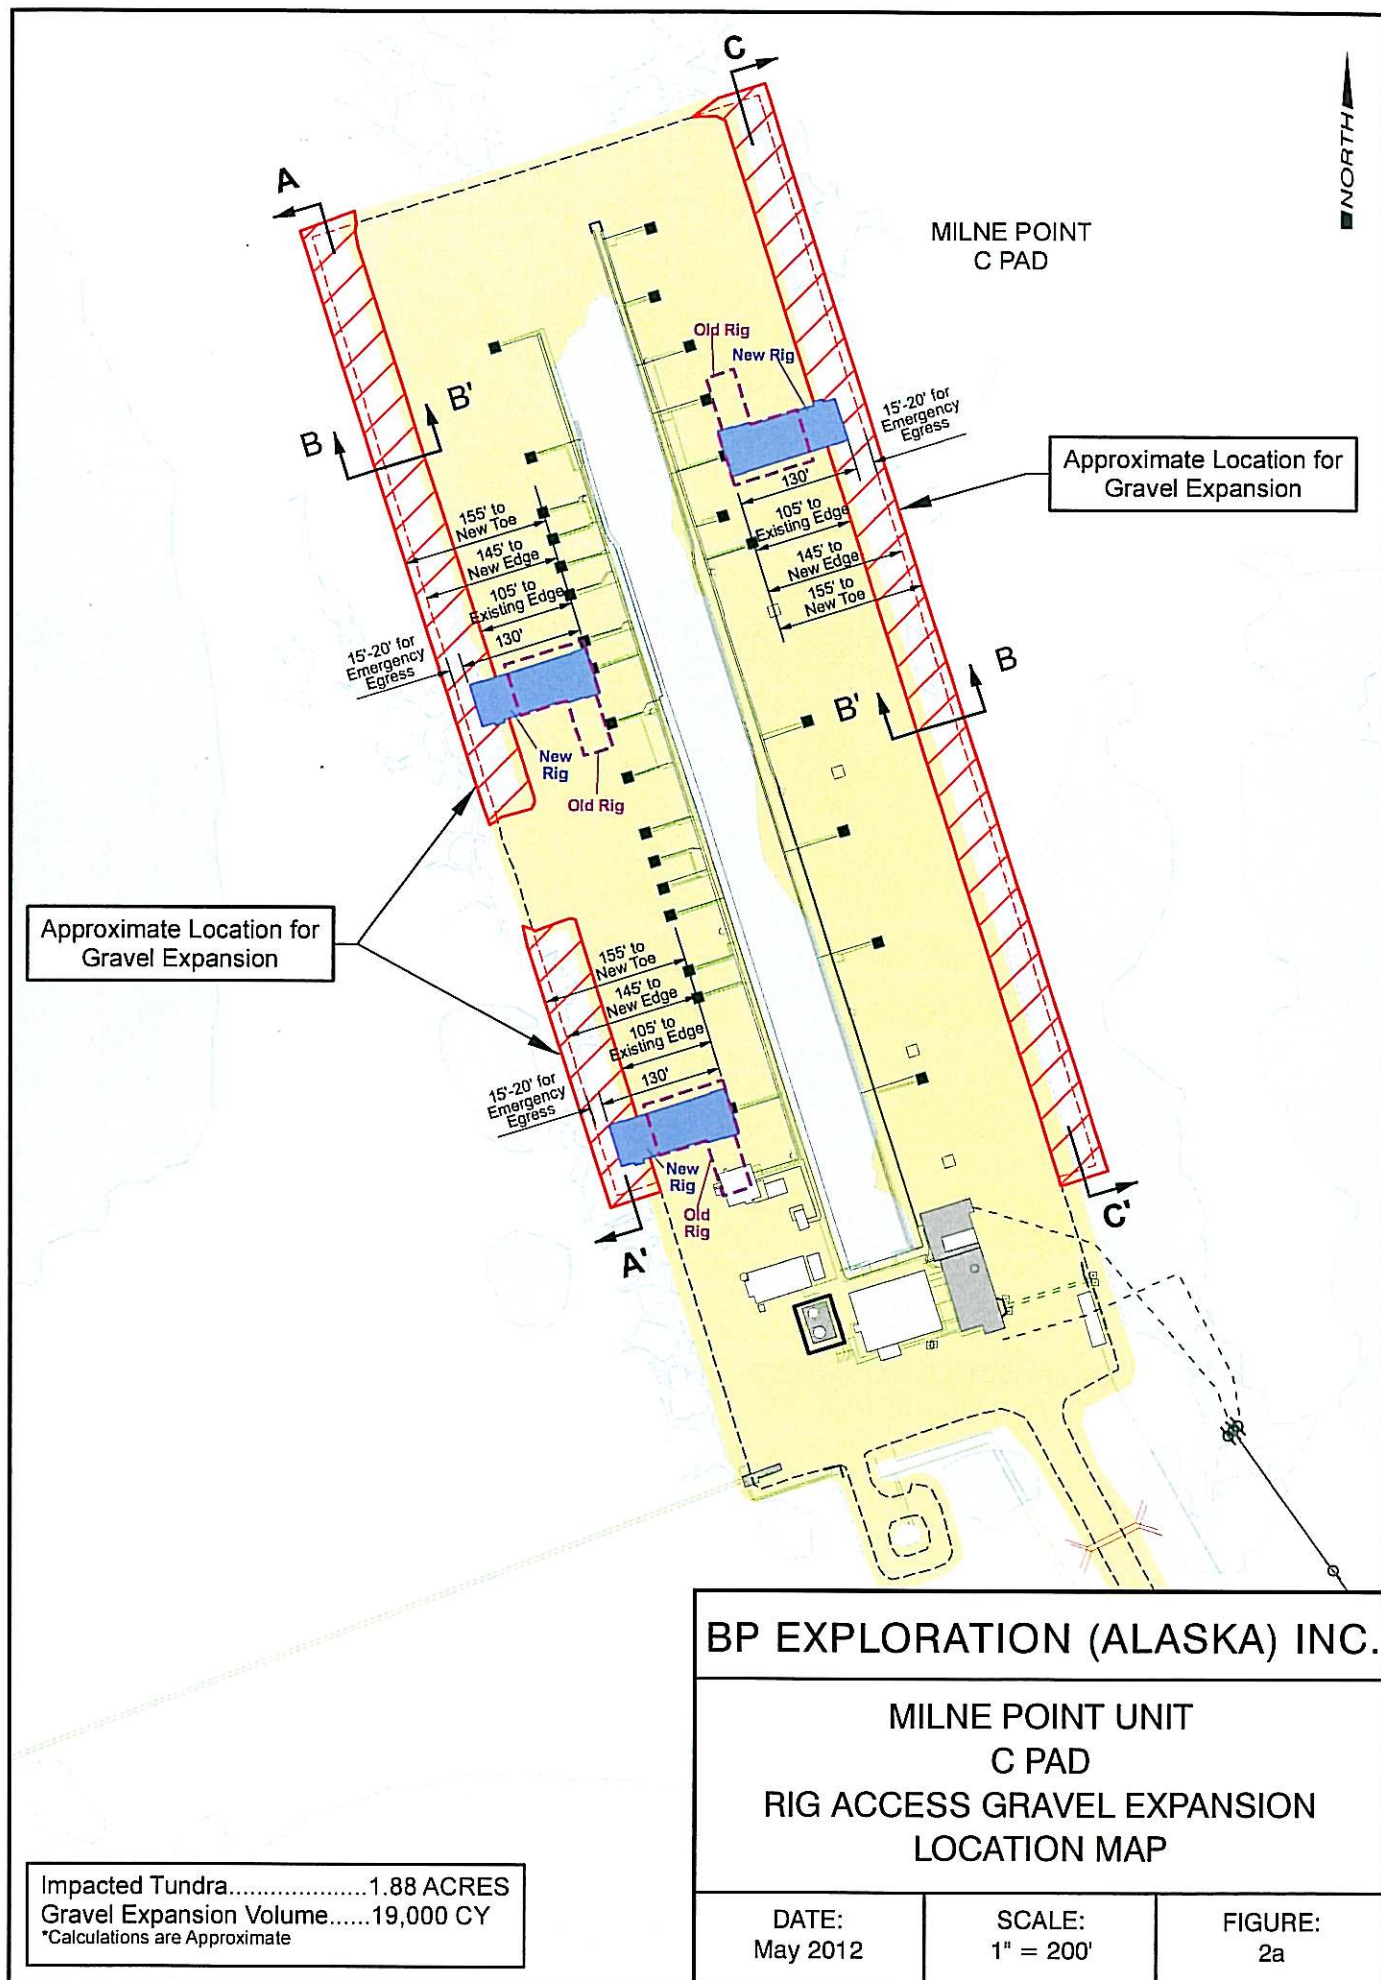 C
NORTH
A
MILNE POINT
C PAD
Old Rig
New Rig
B
B'
15'-20' for
Emergency
Egress
Approximate Location for
Gravel Expansion
130'
105' to
Existing Edge
145' to
New Edge
155' to
New Toe
155' to
New Toe
145' to
New Edge
105' to
Existing Edge
130'
15'-20' for
Emergency
Egress
B
B'
New
Rig
Old Rig
Approximate Location for
Gravel Expansion
155' to
New Toe
145' to
New Edge
105' to
Existing Edge
130'
15'-20' for
Emergency
Egress
New
Rig
Old
Rig
A'
C'
BP EXPLORATION (ALASKA) INC.
MILNE POINT UNIT
C PAD
RIG ACCESS GRAVEL EXPANSION
LOCATION MAP
Impacted Tundra....................1.88 ACRES
Gravel Expansion Volume......19,000 CY
*Calculations are Approximate
DATE:
May 2012
SCALE:
1" = 200'
FIGURE:
2a